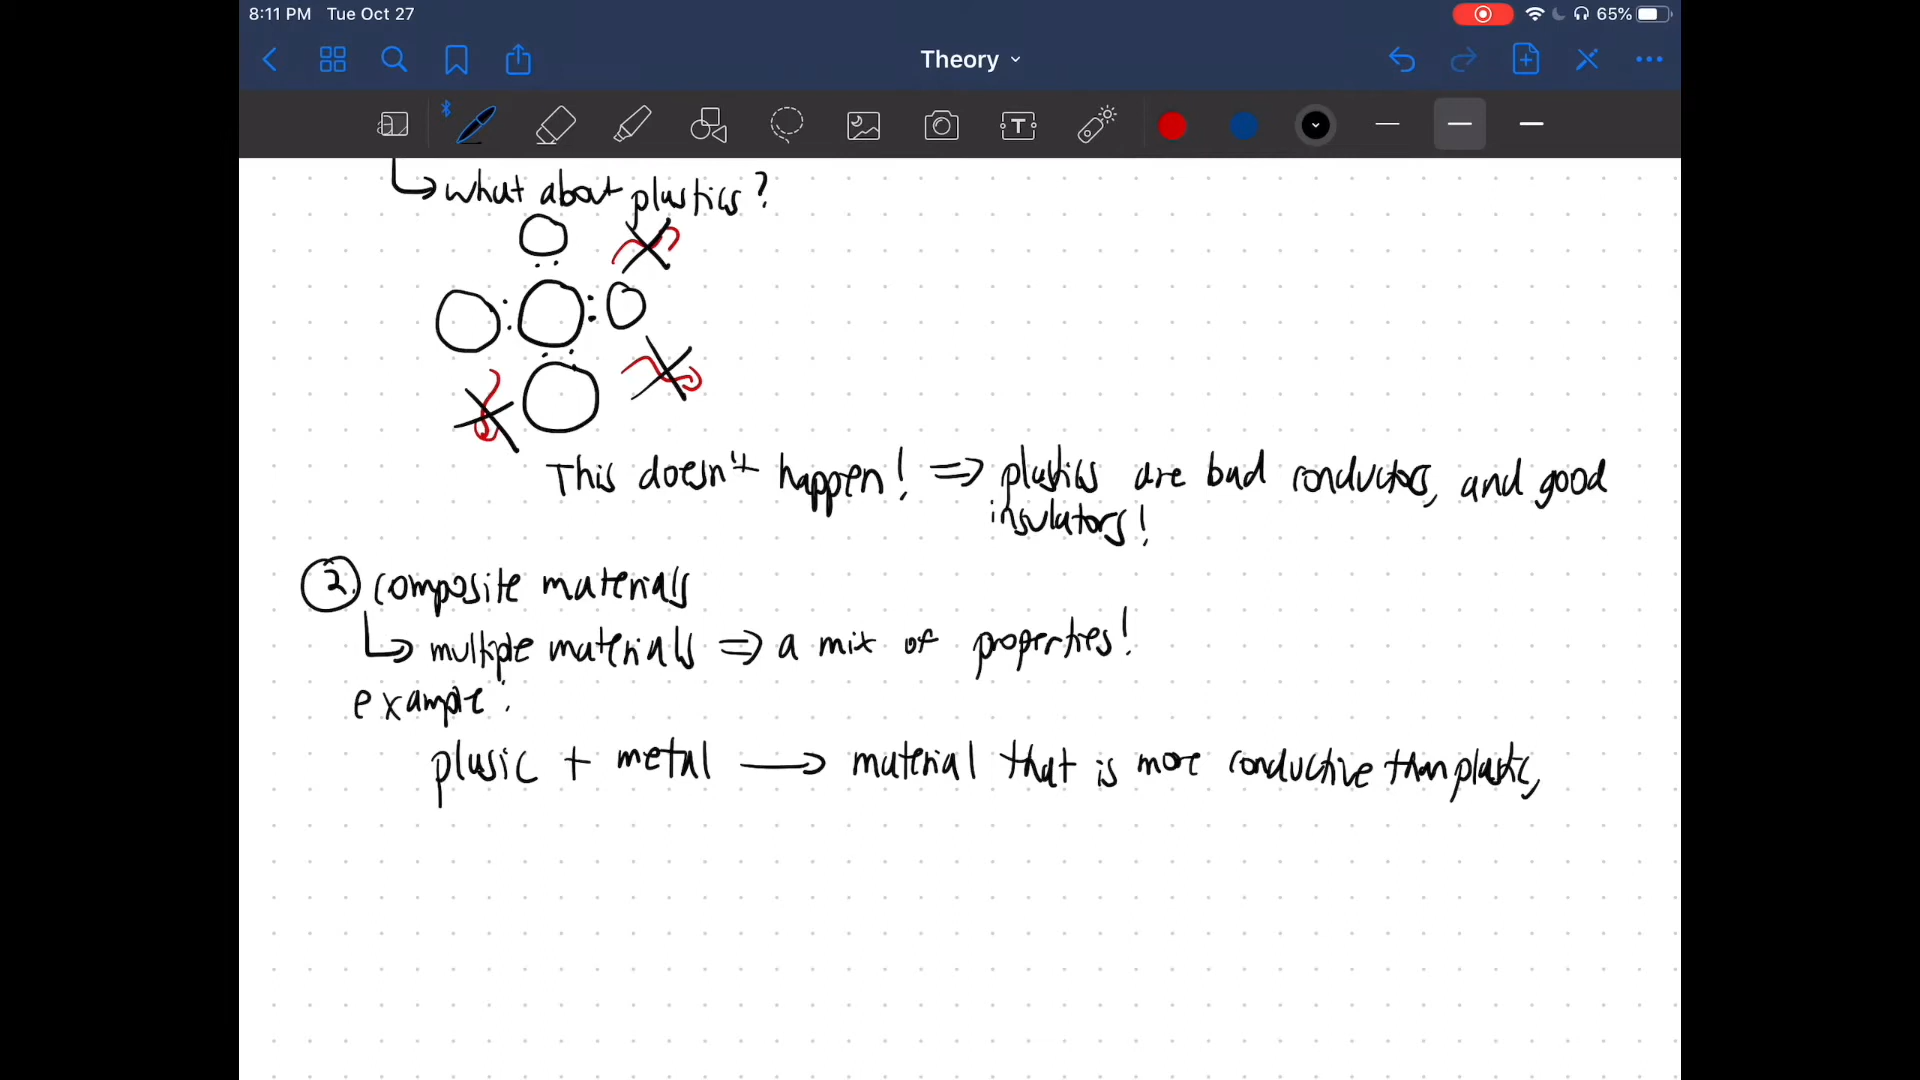 8:11 PM Tue Oct 27
65%
Theory
T
what about plastics?
This doesn't happen! ⇒ plastics are bad conductors, and good
insulators!
2. composite materials
↳ multiple materials ⇒ a mix of properties!
example:
plasic + metal → material that is more conductive than plastic,